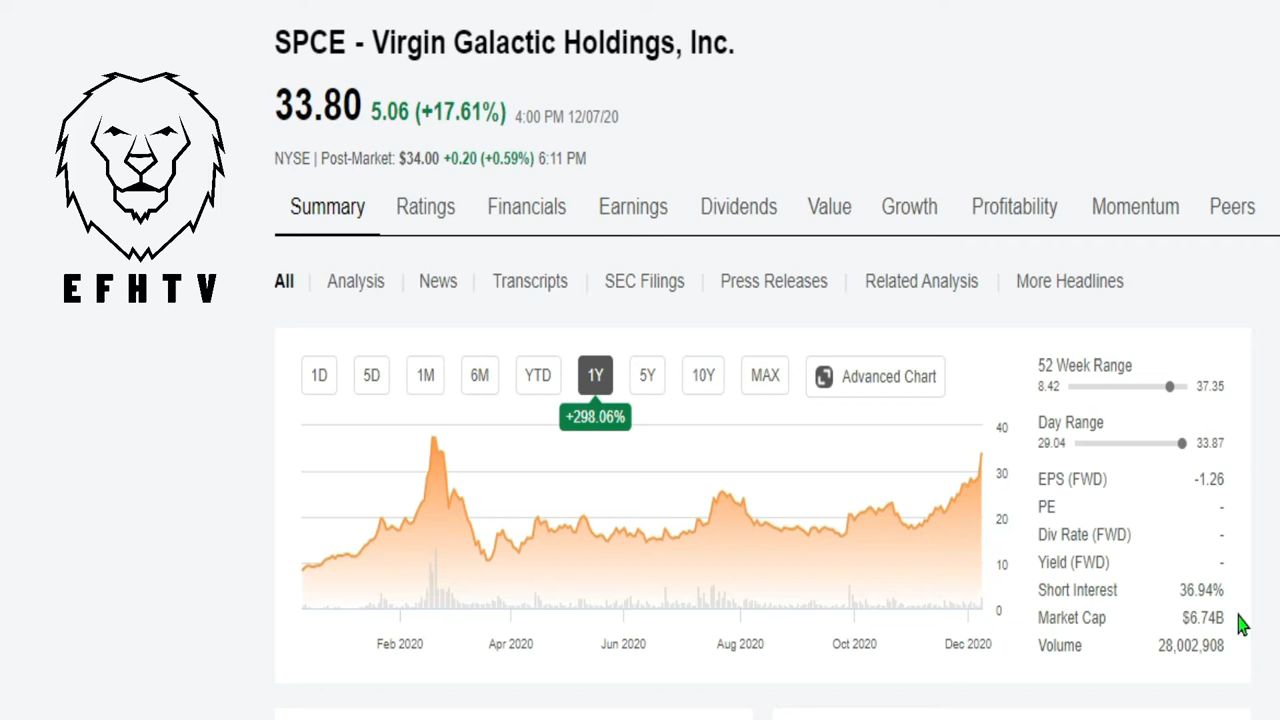 SPCE - Virgin Galactic Holdings, Inc.
33.80 5.06 (+17.61%) 4:00 PM 12/07/20
NYSE | Post-Market: $34.00 +0.20 (+0.59%) 6:11 PM
EFHTV
Summary Ratings Financials Earnings Dividends Value Growth Profitability Momentum Peers
All | Analysis | News | Transcripts | SEC Filings | Press Releases | Related Analysis | More Headlines
1D 5D 1M 6M YTD 1Y 5Y 10Y MAX Advanced Chart
+298.06%
40
30
20
10
0
Feb 2020 Apr 2020 Jun 2020 Aug 2020 Oct 2020 Dec 2020
52 Week Range
8.42 37.35
Day Range
29.04 33.87
EPS (FWD) -1.26
PE -
Div Rate (FWD) -
Yield (FWD) -
Short Interest 36.94%
Market Cap $6.74B
Volume 28,002,908